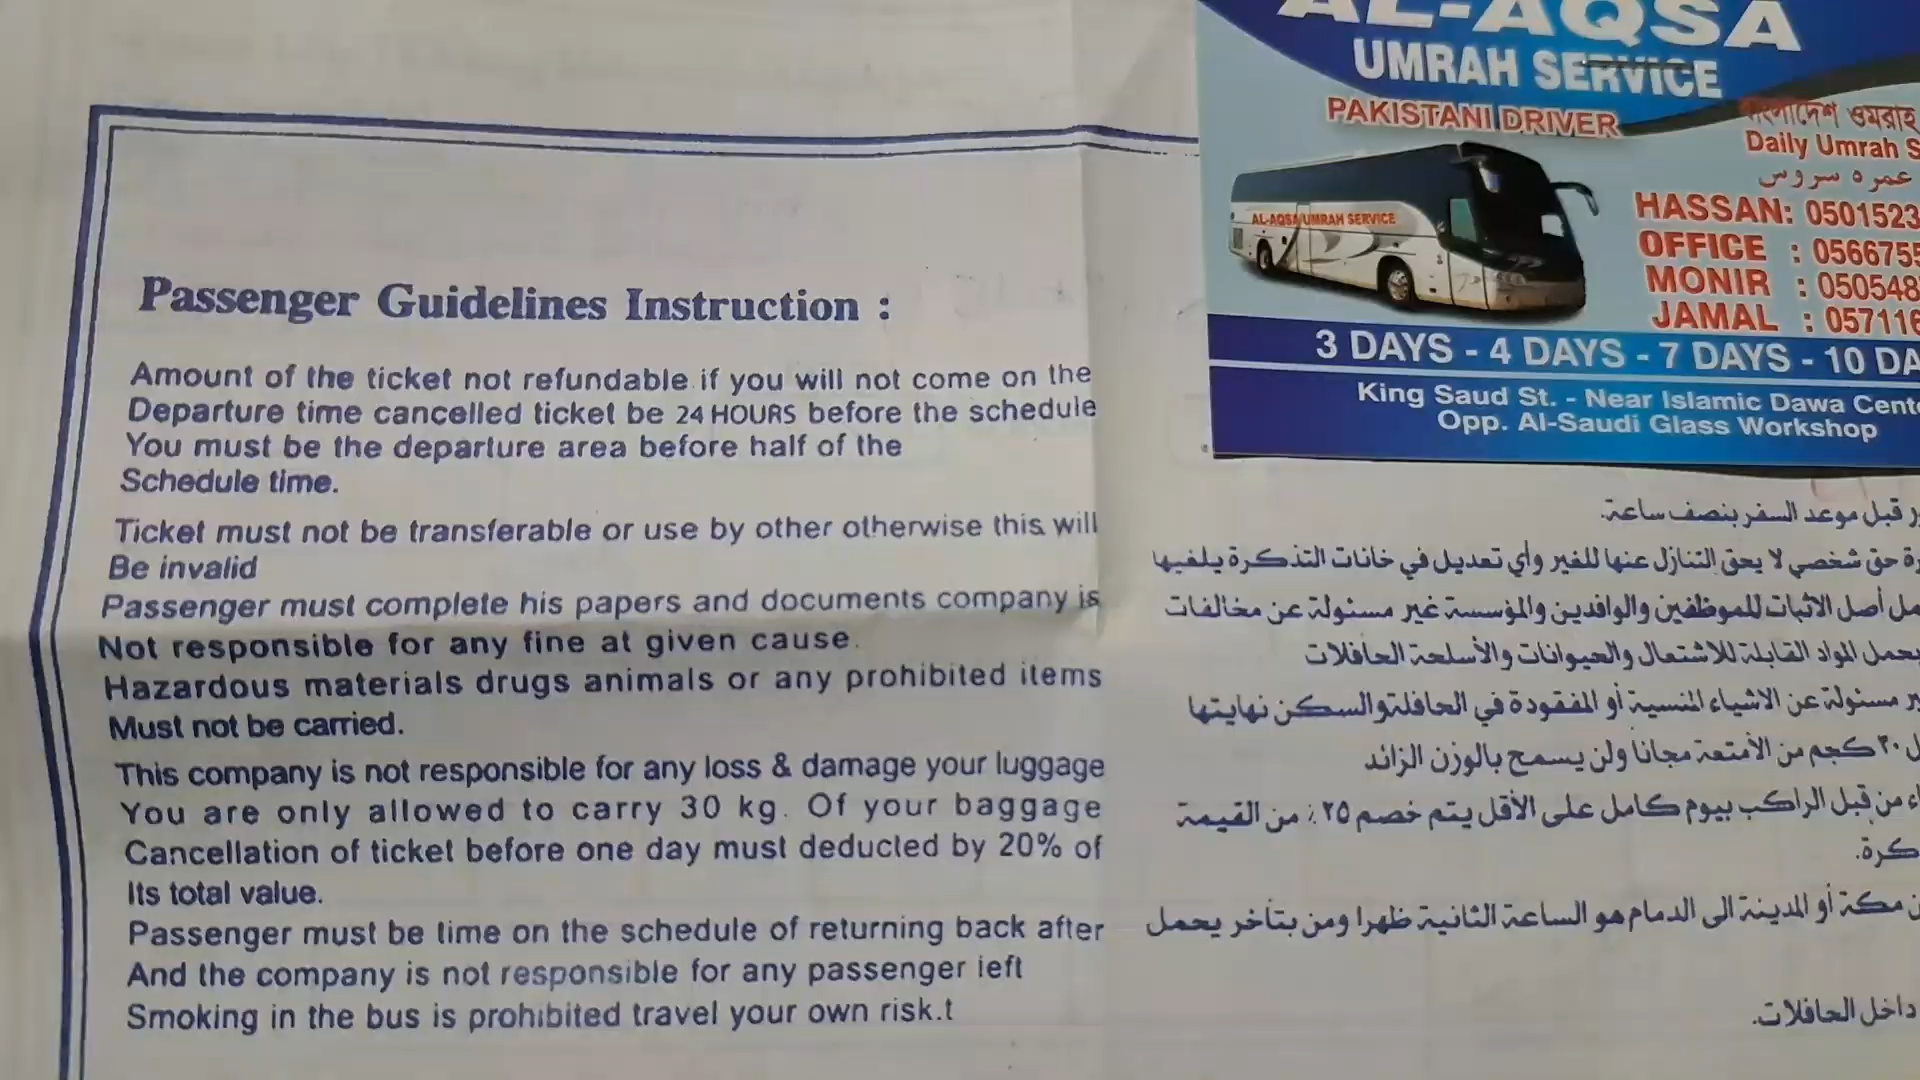 Passenger Guidelines Instruction :
Amount of the ticket not refundable if you will not come on the
Departure time cancelled ticket be 24 HOURS before the schedule
You must be the departure area before half of the
Schedule time.
Ticket must not be transferable or use by other otherwise this will
Be invalid
Passenger must complete his papers and documents company is
Not responsible for any fine at given cause.
Hazardous materials drugs animals or any prohibited items
Must not be carried.
This company is not responsible for any loss & damage your luggage
You are only allowed to carry 30 kg. Of your baggage
Cancellation of ticket before one day must deducted by 20% of
Its total value.
Passenger must be time on the schedule of returning back after
And the company is not responsible for any passenger left
Smoking in the bus is prohibited travel your own risk.t
AL-AQSA
UMRAH SERVICE
PAKISTANI DRIVER
বাংলাদেশ ওমরাহ
Daily Umrah
عمره سروس
AL-AQSA UMRAH SERVICE
HASSAN: 0501523
OFFICE : 0566755
MONIR : 050548
JAMAL : 057116
3 DAYS - 4 DAYS - 7 DAYS - 10
King Saud St. - Near Islamic Dawa
Opp. Al-Saudi Glass Workshop
قبل موعد السفر بنصف ساعة.
حق شخصي لا يحق التنازل عنها للغير وأي تعديل في خانات التذكرة يلغيها
أصل الاثبات للموظفين والوافدين والمؤسسة غير مسئولة عن مخالفات
المواد القابلة للاشتعال والحيوانات والأسلحة الحافلات
مسئولة عن الاشياء المنسية أو المفقودة في الحافلة والسكن نهايتها
٣٠ كجم من الأمتعة مجاناً ولن يسمح بالوزن الزائد
من قبل الراكب بيوم كامل على الأقل يتم خصم ٢٥٪ من القيمة
مكة أو المدينة الى الدمام هو الساعة الثانية ظهرا ومن بتأخر يحمل
داخل الحافلات.